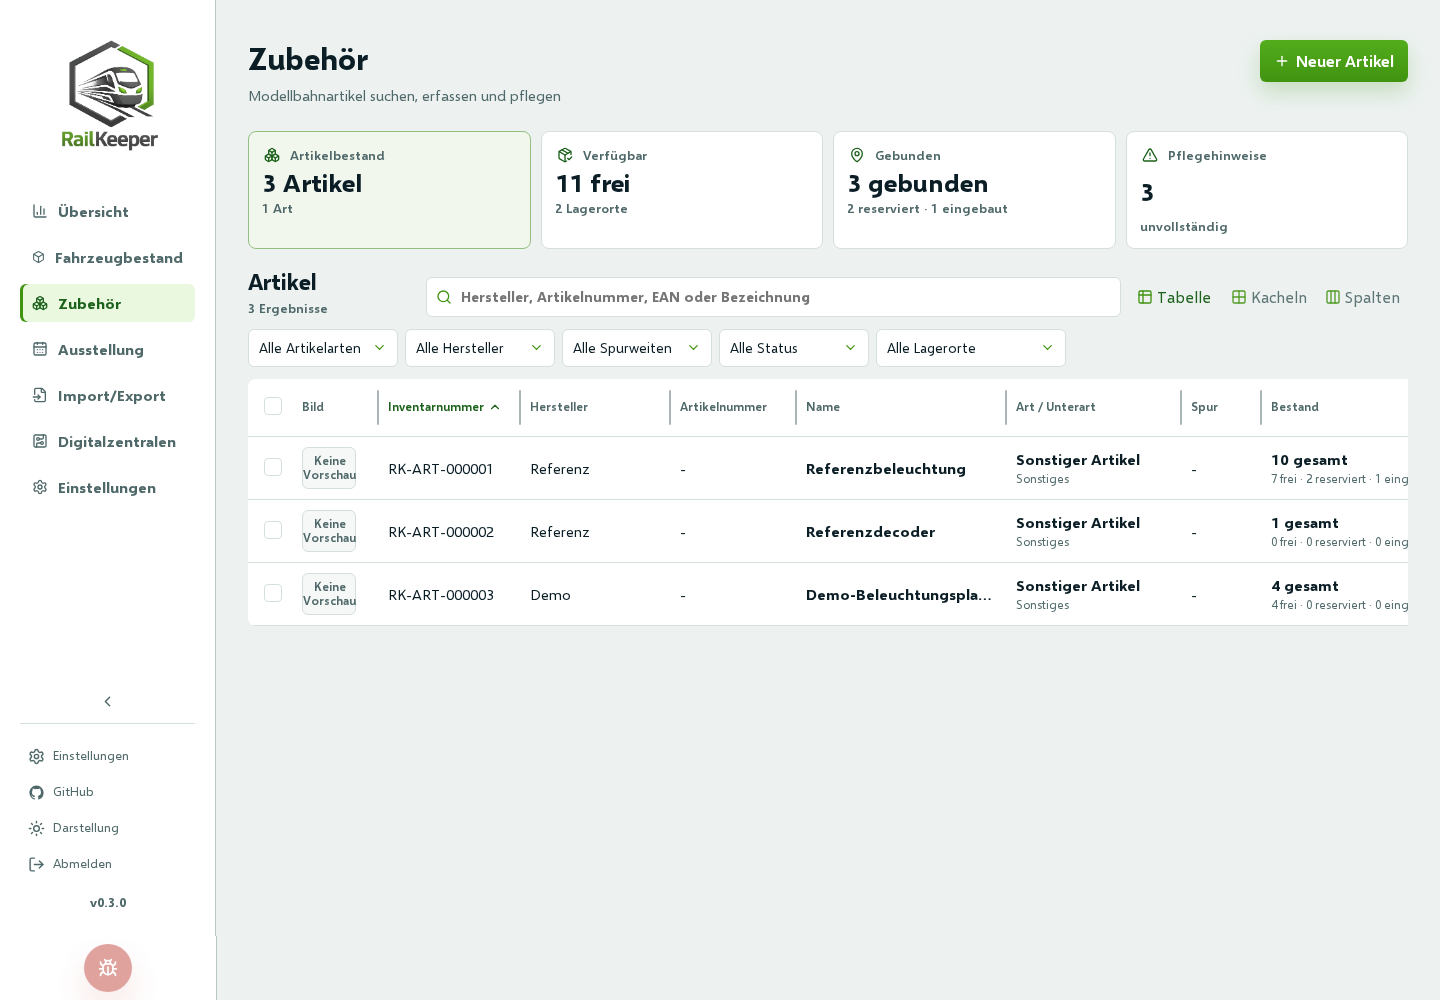 RailKeeper
Übersicht
Fahrzeugbestand
Zubehör
Ausstellung
Import/Export
Digitalzentralen
Einstellungen
Einstellungen
GitHub
Darstellung
Abmelden
v0.3.0
Zubehör
Modellbahnartikel suchen, erfassen und pflegen
Neuer Artikel
Artikelbestand
3 Artikel
1 Art
Verfügbar
11 frei
2 Lagerorte
Gebunden
3 gebunden
2 reserviert · 1 eingebaut
Pflegehinweise
3
unvollständig
Artikel
3 Ergebnisse
Hersteller, Artikelnummer, EAN oder Bezeichnung
Tabelle Kacheln Spalten
Alle Artikelarten Alle Hersteller Alle Spurweiten Alle Status Alle Lagerorte
Bild Inventarnummer Hersteller Artikelnummer Name Art / Unterart Spur Bestand
Keine Vorschau RK-ART-000001 Referenz - Referenzbeleuchtung Sonstiger Artikel - 10 gesamt
Sonstiges 7 frei · 2 reserviert · 1 eing
Keine Vorschau RK-ART-000002 Referenz - Referenzdecoder Sonstiger Artikel - 1 gesamt
Sonstiges 0 frei · 0 reserviert · 0 eing
Keine Vorschau RK-ART-000003 Demo - Demo-Beleuchtungspla... Sonstiger Artikel - 4 gesamt
Sonstiges 4 frei · 0 reserviert · 0 eing